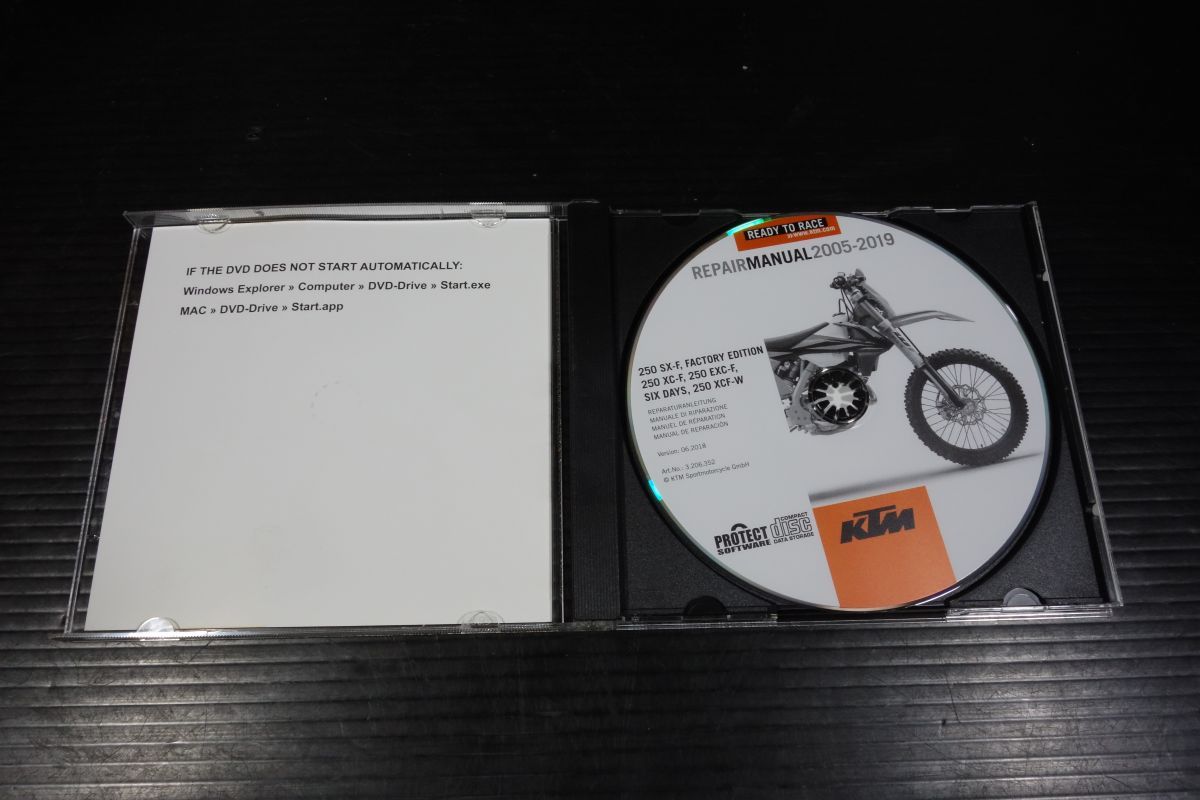 IF THE DVD DOES NOT START AUTOMATICALLY:
Windows Explorer » Computer » DVD-Drive » Start.exe
MAC » DVD-Drive » Start.app
READY TO RACE
» www.ktm.com
REPAIRMANUAL2005-2019
250 SX-F, FACTORY EDITION
250 XC-F, 250 EXC-F,
SIX DAYS, 250 XCF-W
REPARATURANLEITUNG
MANUALE DI RIPARAZIONE
MANUEL DE RÉPARATION
MANUAL DE REPARACIÓN
Version: 06.2018
Art.No.: 3.206.352
© KTM Sportmotorcycle GmbH
PROTECT
SOFTWARE
COMPACT
disc
DATA STORAGE
KTM